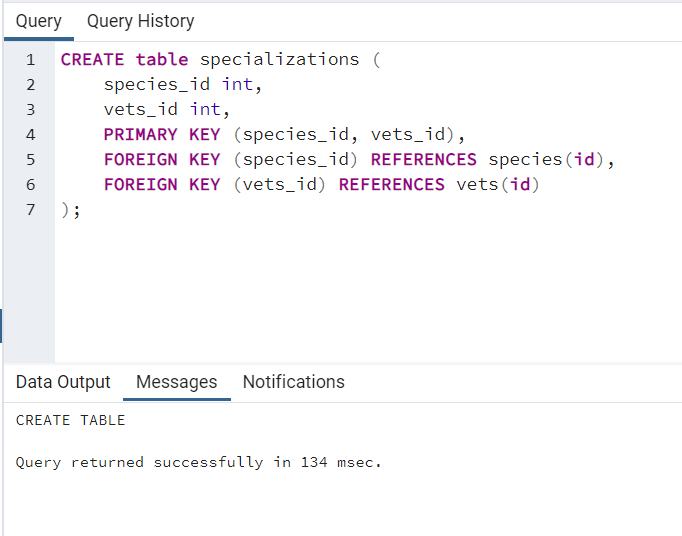 Query Query History
1 CREATE table specializations (
2 species_id int,
3 vets_id int,
4 PRIMARY KEY (species_id, vets_id),
5 FOREIGN KEY (species_id) REFERENCES species(id),
6 FOREIGN KEY (vets_id) REFERENCES vets(id)
7 );
Data Output Messages Notifications
CREATE TABLE
Query returned successfully in 134 msec.